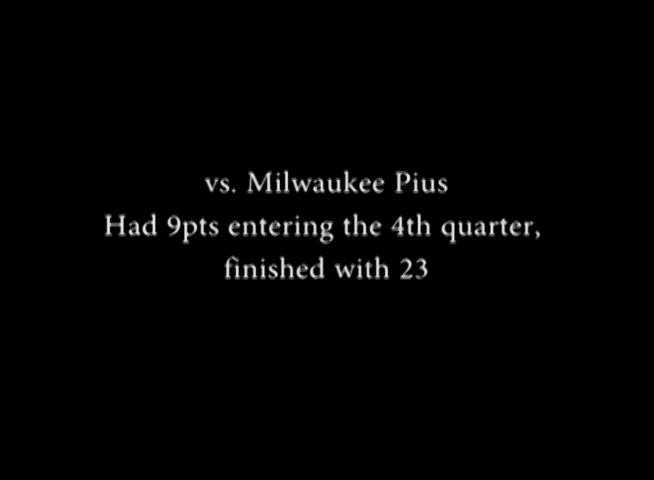 vs. Milwaukee Pius
Had 9pts entering the 4th quarter,
finished with 23